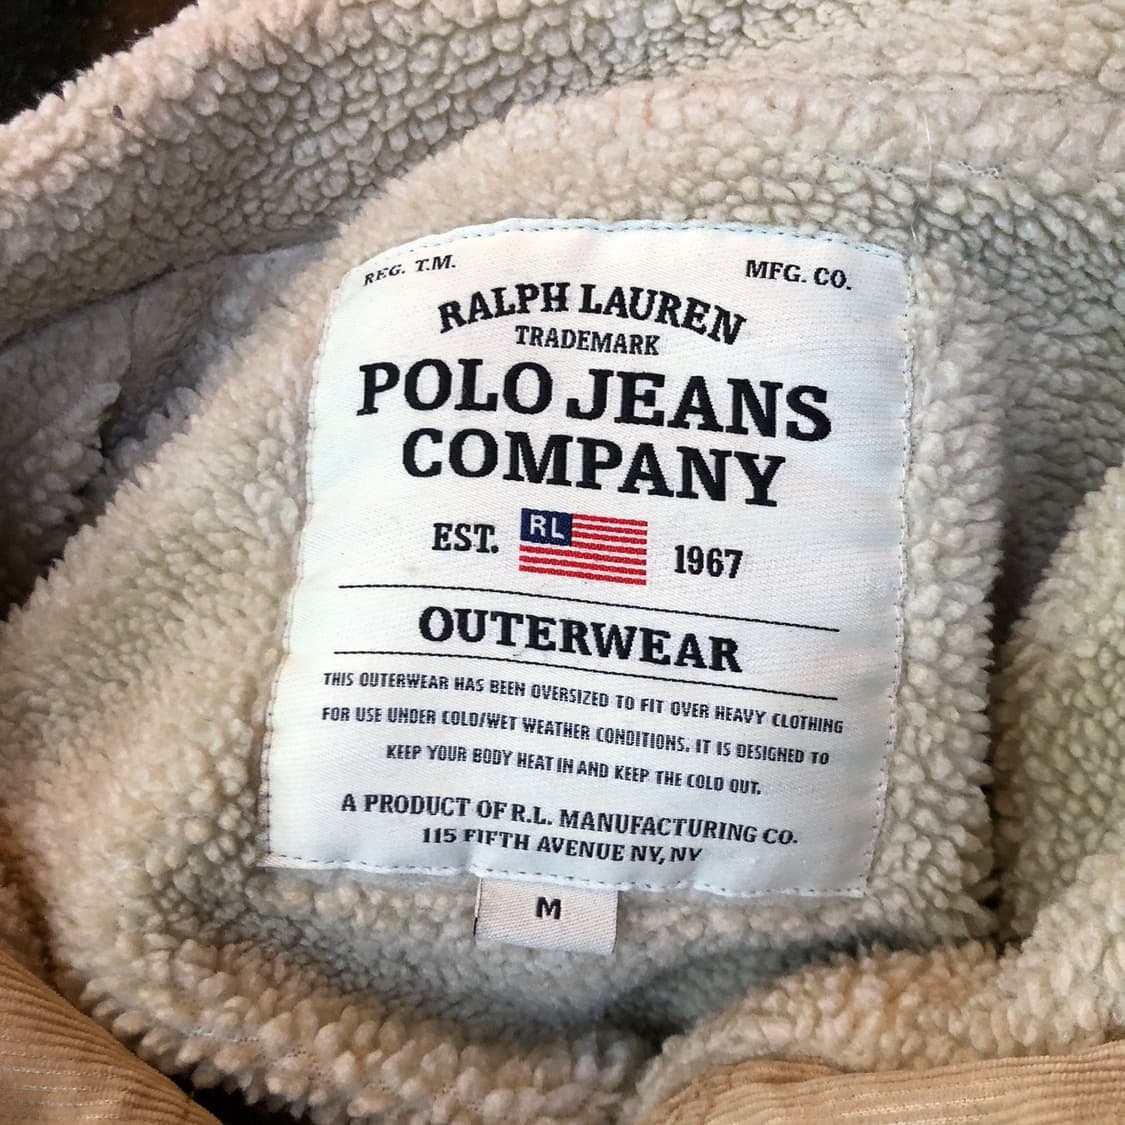 REG. T.M. MFG. CO.
RALPH LAUREN
TRADEMARK
POLO JEANS
COMPANY
EST. RL 1967
OUTERWEAR
THIS OUTERWEAR HAS BEEN OVERSIZED TO FIT OVER HEAVY CLOTHING
FOR USE UNDER COLD/WET WEATHER CONDITIONS. IT IS DESIGNED TO
KEEP YOUR BODY HEAT IN AND KEEP THE COLD OUT.
A PRODUCT OF R.L. MANUFACTURING CO.
115 FIFTH AVENUE NY, NY
M